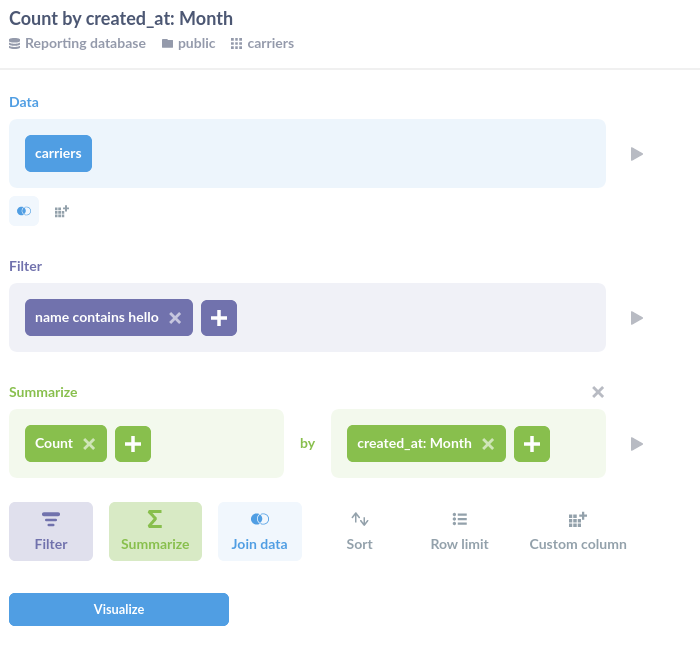 Count by created_at: Month
Reporting database public carriers
Data
carriers
Filter
name contains hello
Summarize
Count by created_at: Month
Filter Summarize Join data Sort Row limit Custom column
Visualize